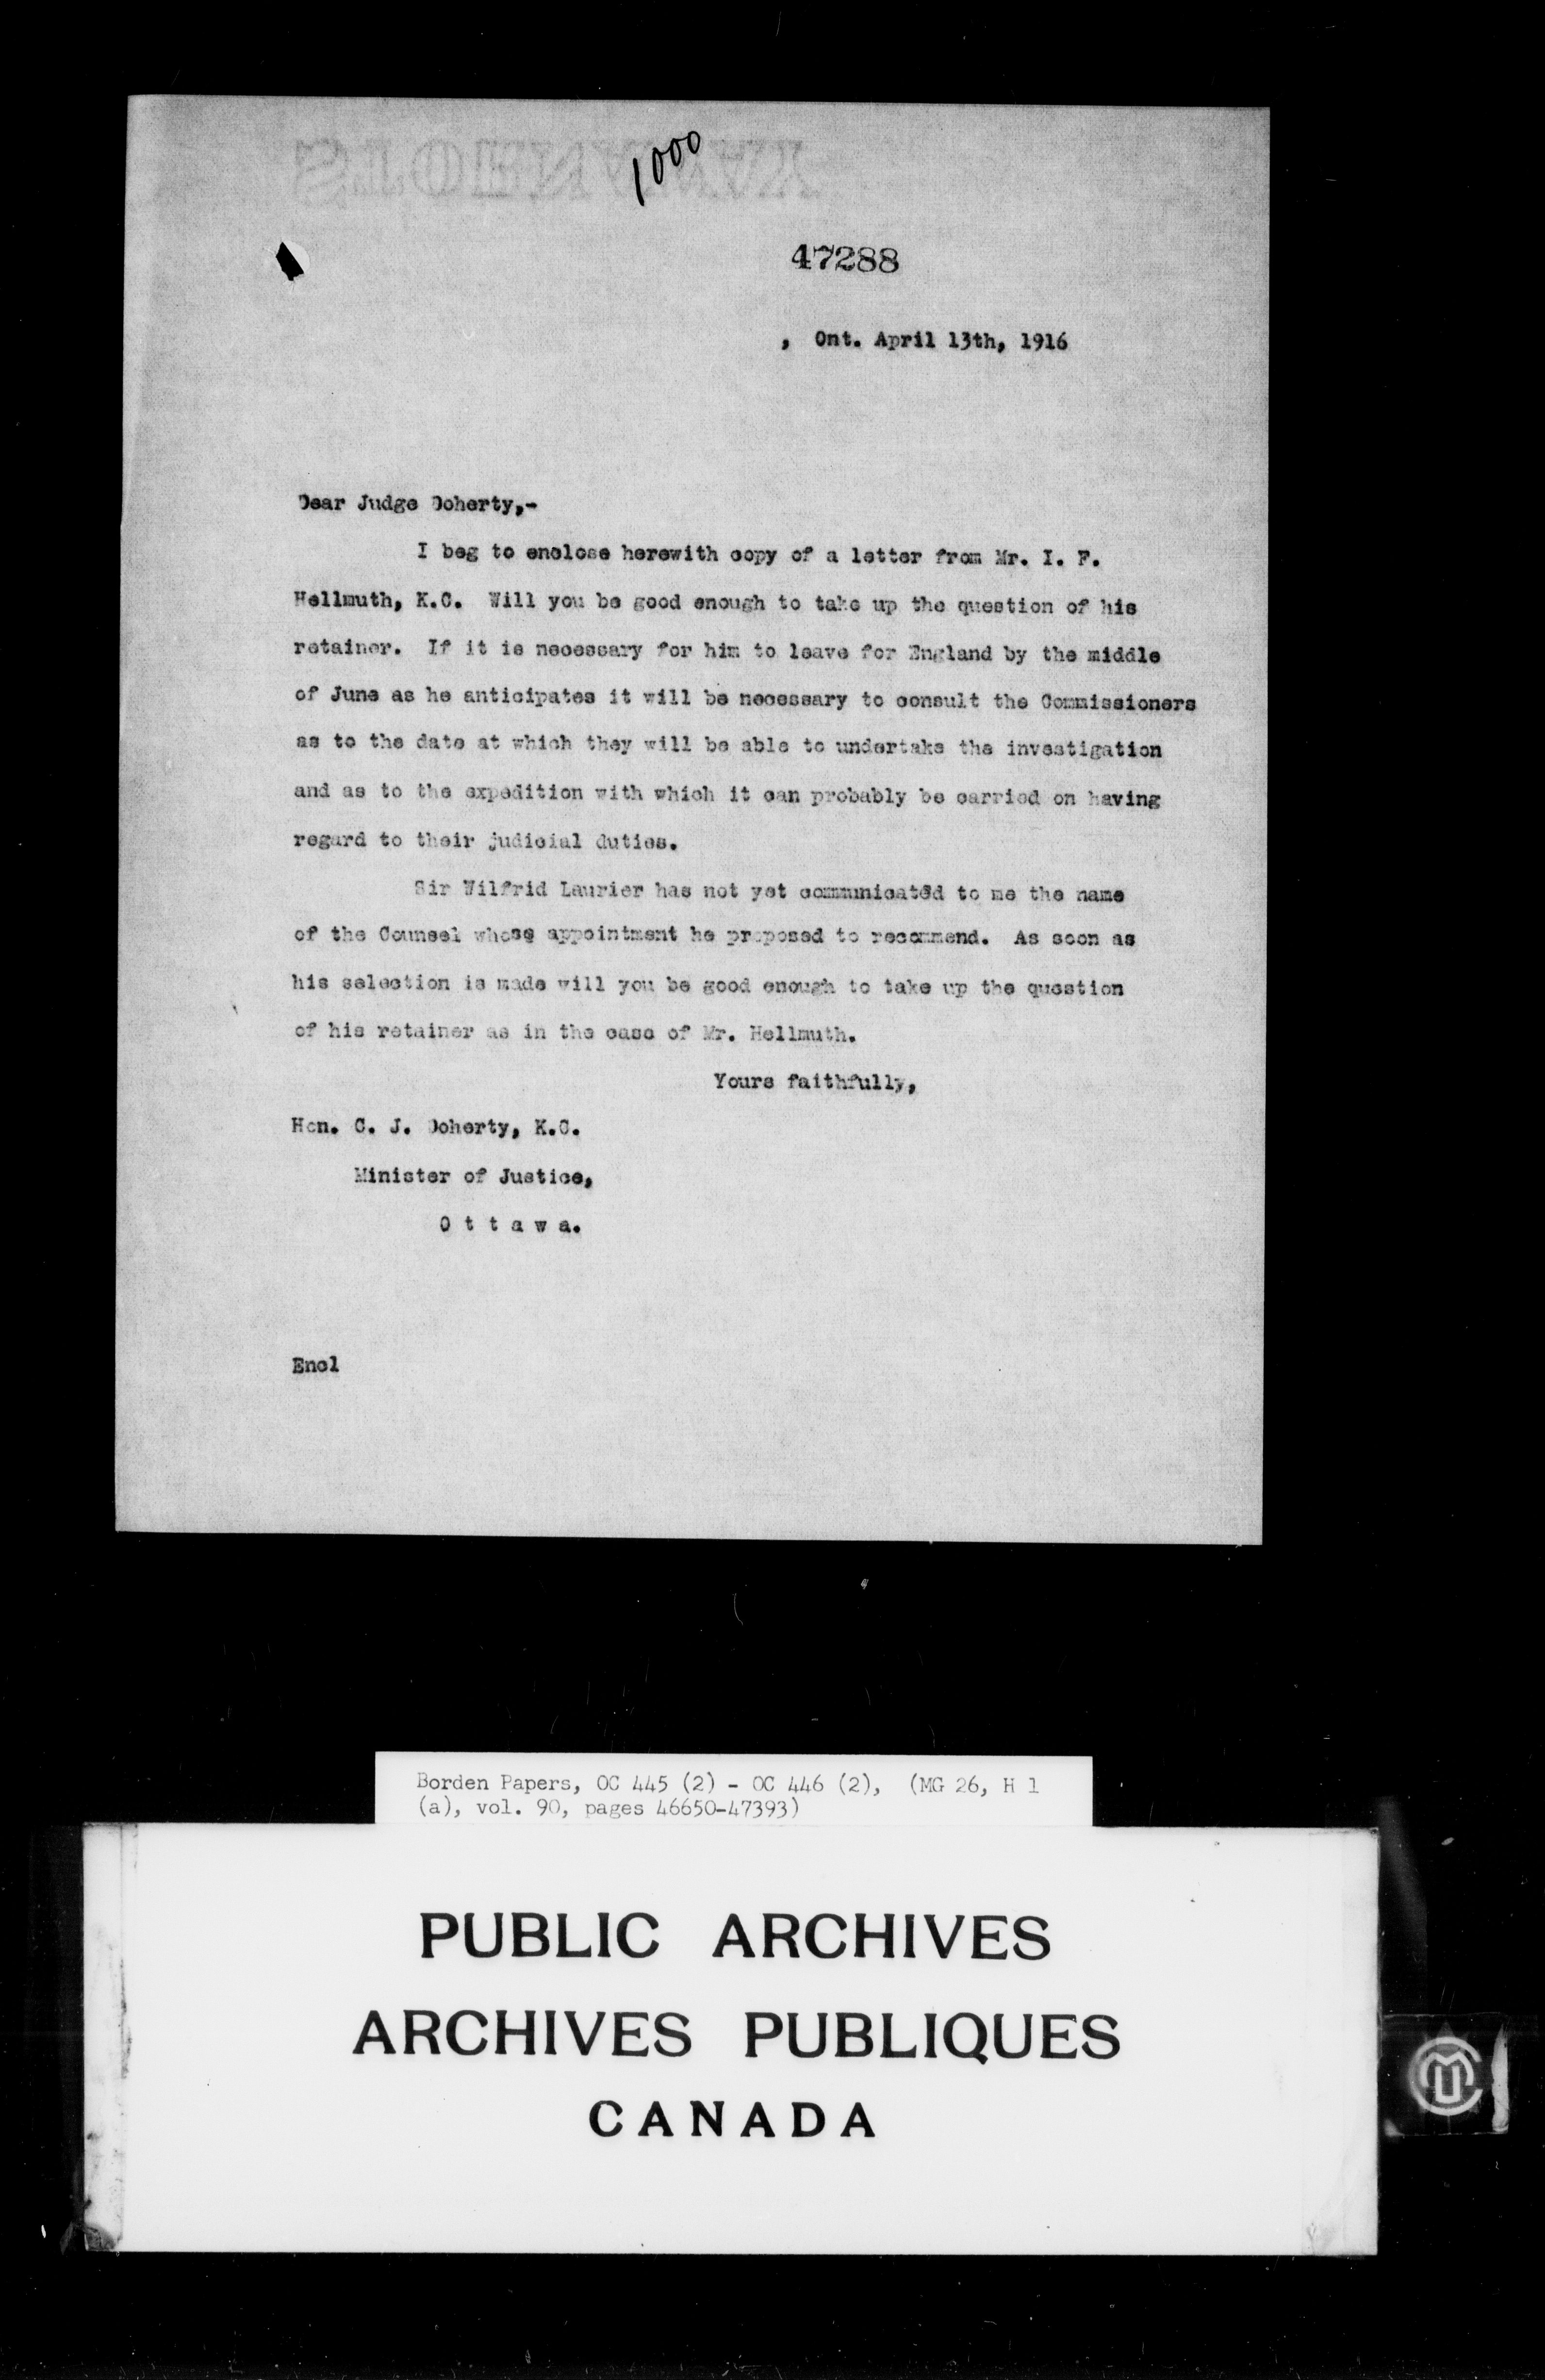 1000
47288
, Ont. April 13th, 1916
Dear Judge Doherty,-
I beg to enclose herewith copy of a letter from Mr. I. F.
Hellmuth, K.C. Will you be good enough to take up the question of his
retainer. If it is necessary for him to leave for England by the middle
of June as he anticipates it will be necessary to consult the Commissioners
as to the date at which they will be able to undertake the investigation
and as to the expedition with which it can probably be carried on having
regard to their judicial duties.
Sir Wilfrid Laurier has not yet communicated to me the name
of the Counsel whose appointment he proposed to recommend. As soon as
his selection is made will you be good enough to take up the question
of his retainer as in the case of Mr. Hellmuth.
Yours faithfully,
Hon. C. J. Doherty, K.C.
Minister of Justice,
O t t a w a.
Encl
Borden Papers, OC 445 (2) - OC 446 (2), (MG 26, H 1
(a), vol. 90, pages 46650-47393)
PUBLIC ARCHIVES
ARCHIVES PUBLIQUES
CANADA